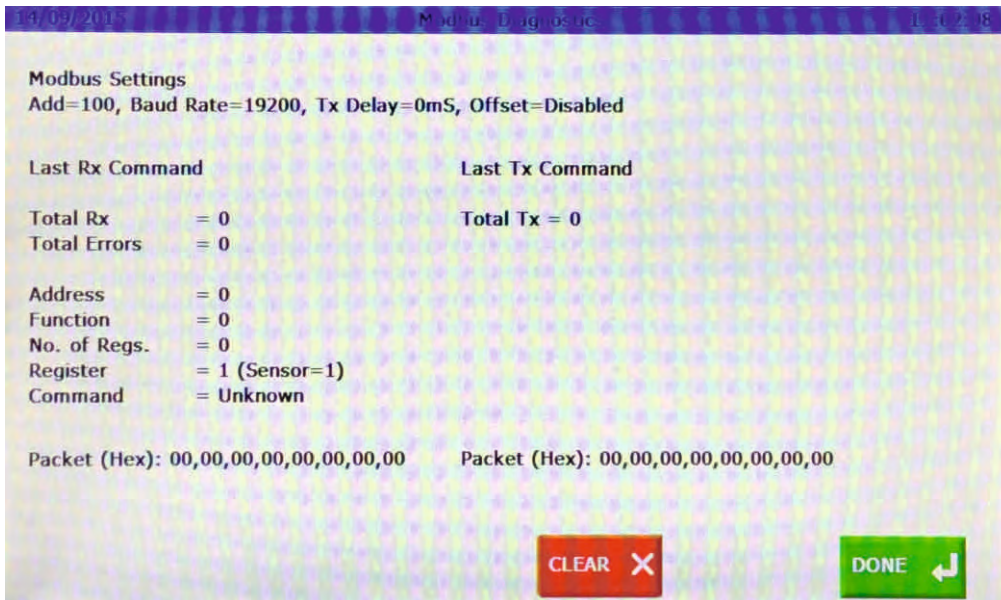 14/09/2015 Modbus Diagnostic
Modbus Settings
Add=100, Baud Rate=19200, Tx Delay=0mS, Offset=Disabled
Last Rx Command Last Tx Command
Total Rx = 0 Total Tx = 0
Total Errors = 0
Address = 0
Function = 0
No. of Regs. = 0
Register = 1 (Sensor=1)
Command = Unknown
Packet (Hex): 00,00,00,00,00,00,00,00 Packet (Hex): 00,00,00,00,00,00,00,00
CLEAR
DONE